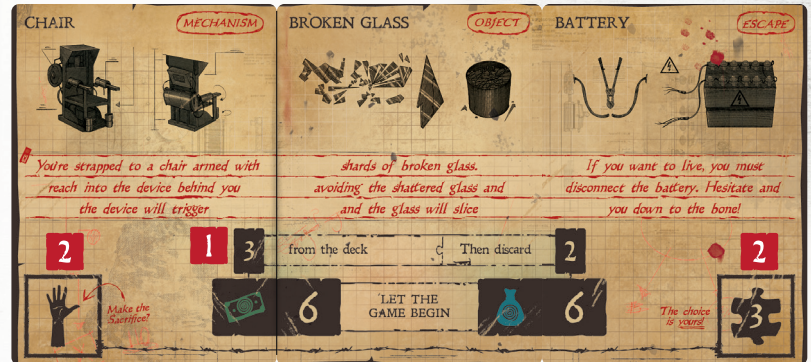 CHAIR
MECHANISM
BROKEN GLASS
OBJECT
BATTERY
ESCAPE
You're strapped to a chair armed with shards of broken glass. If you want to live, you must
reach into the device behind you avoiding the shattered glass and disconnect the battery. Hesitate and
the device will trigger and the glass will slice you down to the bone!
2
1
3 from the deck Then discard 2
2
Make the
Sacrifice?
6
LET THE
GAME BEGIN
6
The choice
is yours!
3